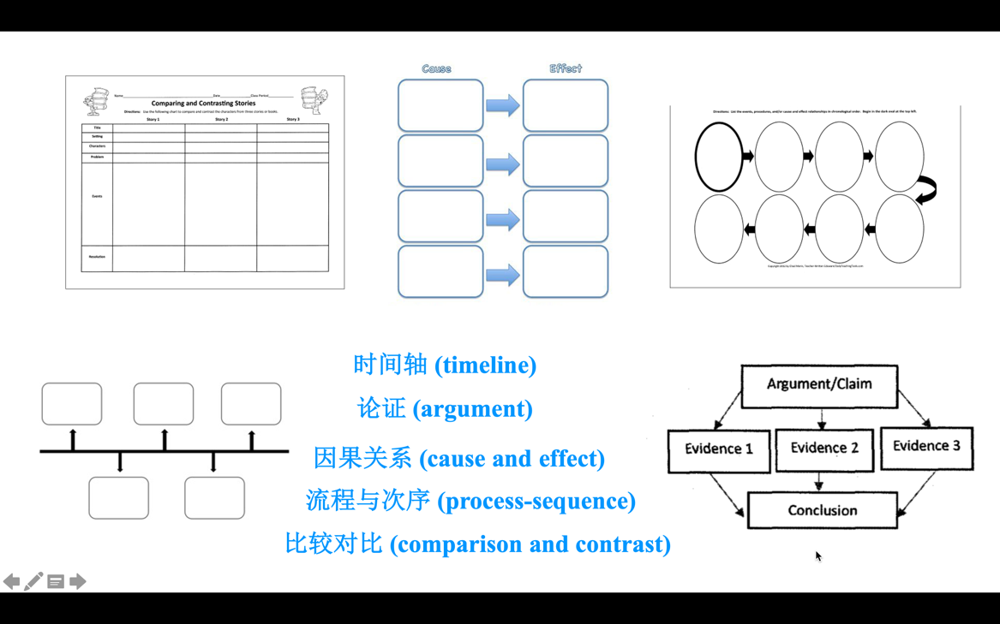 Name Date Class Period
Comparing and Contrasting Stories
Directions: Use the following chart to compare and contrast the characters from three stories or books.
Story 1 Story 2 Story 3
Title
Setting
Characters
Problem
Events
Resolution
Cause Effect
Directions: List the events, procedures, and/or cause and effect relationships in chronological order. Begin in the dark oval at the top left.
时间轴 (timeline)
论证 (argument)
因果关系 (cause and effect)
流程与次序 (process-sequence)
比较对比 (comparison and contrast)
Argument/Claim
Evidence 1 Evidence 2 Evidence 3
Conclusion